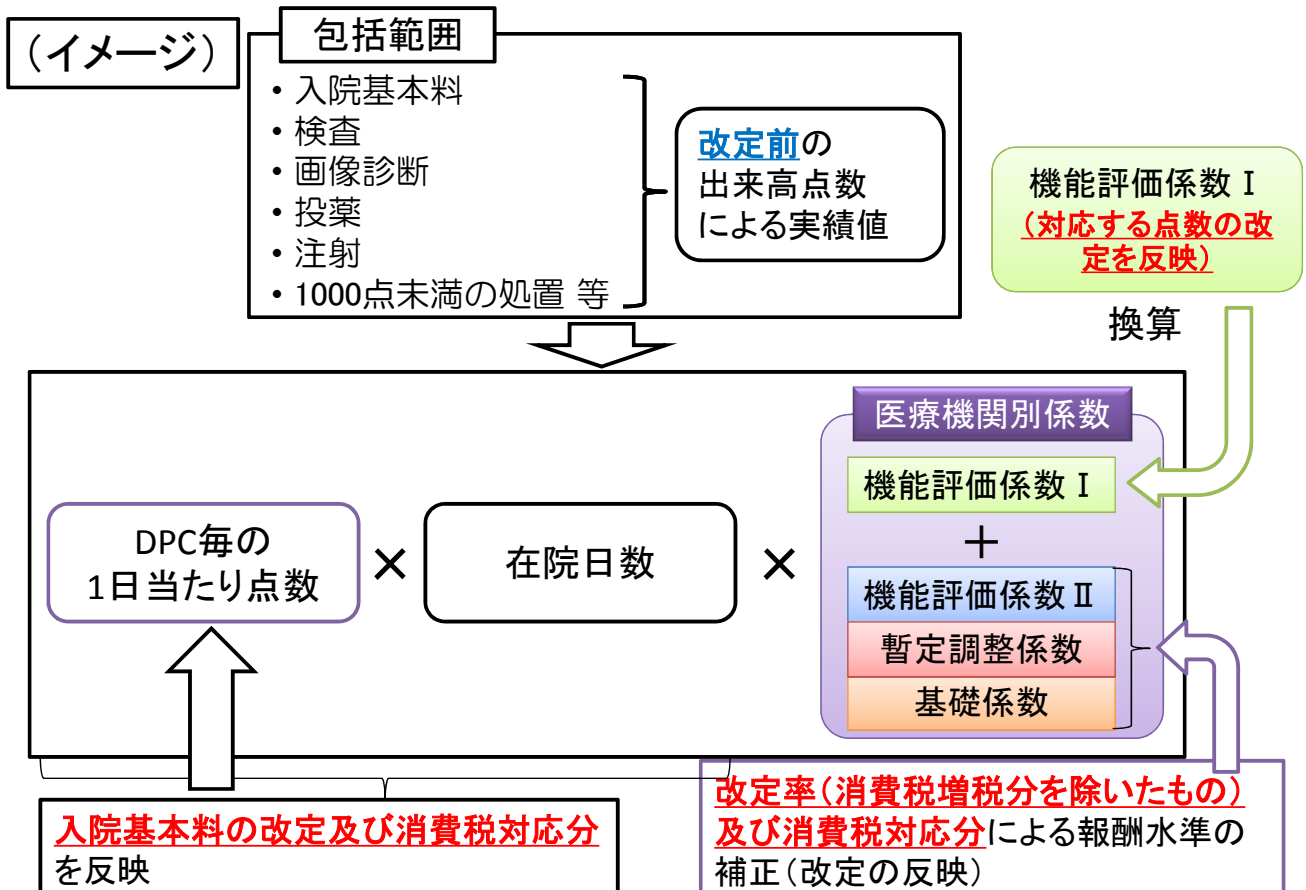 （イメージ）
包括範囲
• 入院基本料
• 検査
• 画像診断
• 投薬
• 注射
• 1000点未満の処置 等
改定前の
出来高点数
による実績値
機能評価係数Ⅰ
（対応する点数の改
定を反映）
換算
医療機関別係数
機能評価係数Ⅰ
＋
機能評価係数Ⅱ
暫定調整係数
基礎係数
DPC毎の
1日当たり点数
×
在院日数
×
入院基本料の改定及び消費税対応分
を反映
改定率（消費税増税分を除いたもの）
及び消費税対応分による報酬水準の
補正（改定の反映）